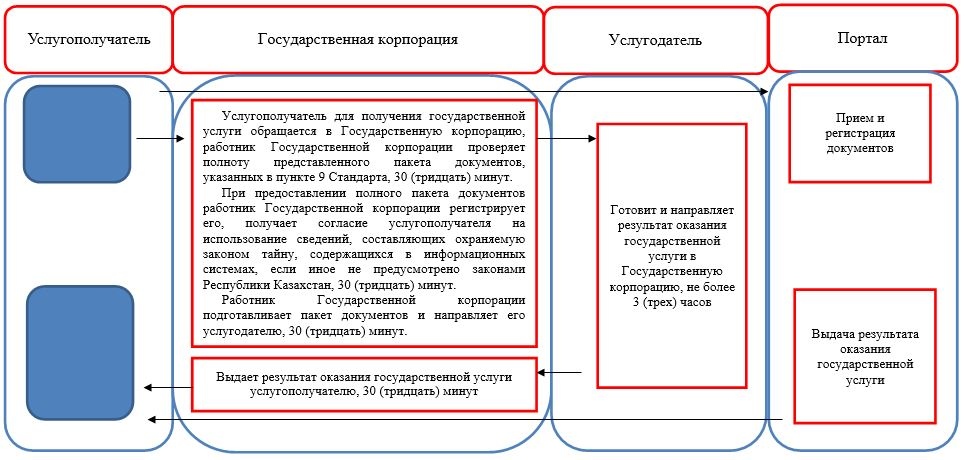 Услугополучатель
Государственная корпорация
Услугодатель
Портал
Услугополучатель для получения государственной
услуги обращается в Государственную корпорацию,
работник Государственной корпорации проверяет
полноту представленного пакета документов,
указанных в пункте 9 Стандарта, 30 (тридцать) минут.
При предоставлении полного пакета документов
работник Государственной корпорации регистрирует
его, получает согласие услугополучателя на
использование сведений, составляющих охраняемую
законом тайну, содержащихся в информационных
системах, если иное не предусмотрено законами
Республики Казахстан, 30 (тридцать) минут.
Работник Государственной корпорации
подготавливает пакет документов и направляет его
услугодателю, 30 (тридцать) минут.
Выдает результат оказания государственной услуги
услугополучателю, 30 (тридцать) минут
Готовит и направляет
результат оказания
государственной
услуги в
Государственную
корпорацию, не более
3 (трех) часов
Прием и
регистрация
документов
Выдача результата
оказания
государственной
услуги